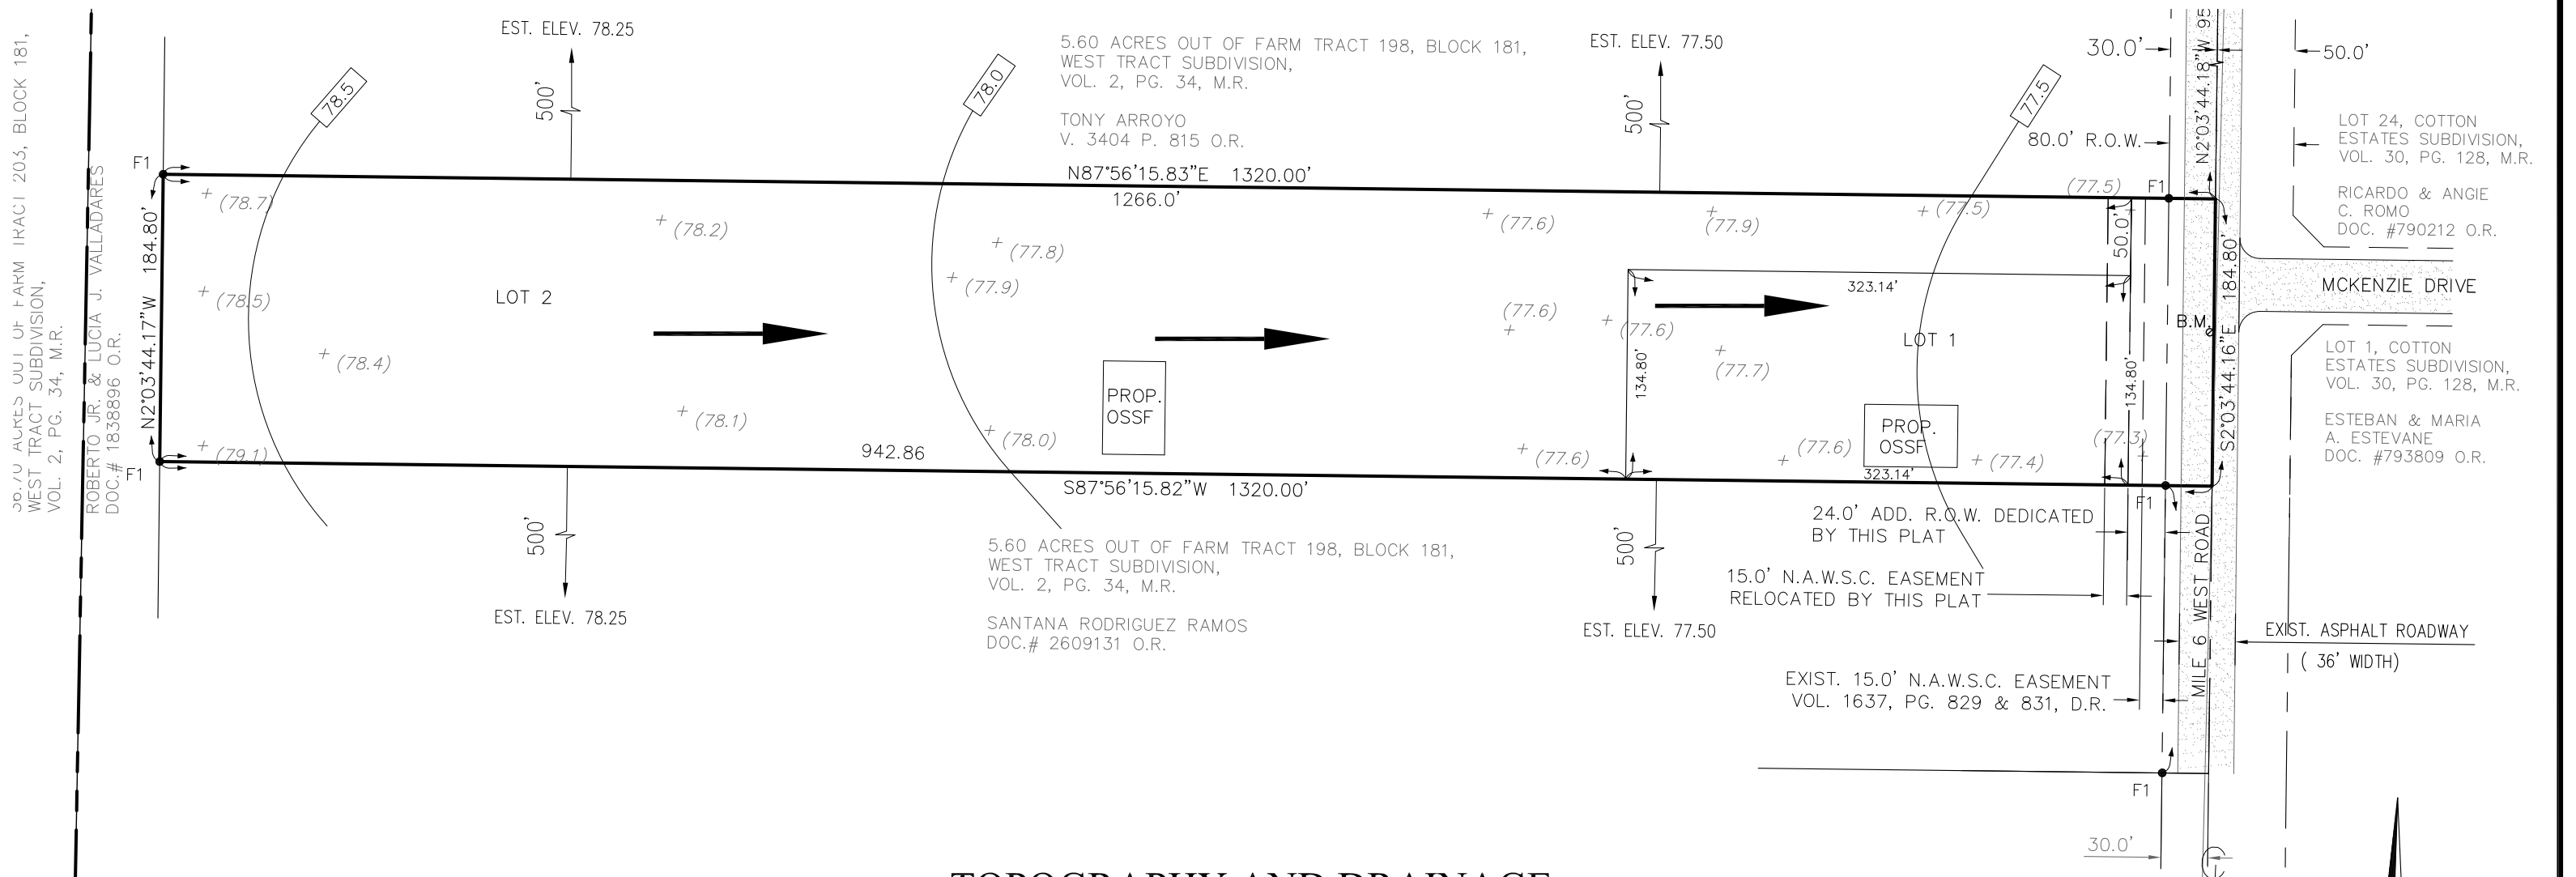 EST. ELEV. 78.25
5.60 ACRES OUT OF FARM TRACT 198, BLOCK 181,
WEST TRACT SUBDIVISION,
VOL. 2, PG. 34, M.R.
TONY ARROYO
V. 3404 P. 815 O.R.
EST. ELEV. 77.50
30.0'
N2°03'44.18"W 95
50.0'
78.5
500'
78.0
500'
77.5
80.0' R.O.W.
LOT 24, COTTON
ESTATES SUBDIVISION,
VOL. 30, PG. 128, M.R.
RICARDO & ANGIE
C. ROMO
DOC. #790212 O.R.
ACRES OUT OF FARM TRACT 203, BLOCK 181,
WEST TRACT SUBDIVISION,
VOL. 2, PG. 34, M.R.
ROBERTO JR. & LUCIA J. VALLADARES
DOC.# 1838896 O.R.
F1
N87°56'15.83"E 1320.00'
1266.0'
(77.5)
F1
N2°03'44.17"W 184.80'
(78.7)
(78.2)
(77.8)
(77.6)
(77.9)
(77.5)
50.0'
S2°03'44.16"E 184.80'
(78.5)
LOT 2
(77.9)
323.14'
MCKENZIE DRIVE
(77.6)
(77.6)
B.M.
LOT 1
(78.4)
134.80'
(77.7)
134.80'
LOT 1, COTTON
ESTATES SUBDIVISION,
VOL. 30, PG. 128, M.R.
ESTEBAN & MARIA
A. ESTEVANE
DOC. #793809 O.R.
PROP.
OSSF
(78.1)
(78.0)
PROP.
OSSF
(77.3)
(79.1)
942.86
(77.6)
(77.6)
(77.4)
F1
323.14'
S87°56'15.82"W 1320.00'
F1
500'
500'
24.0' ADD. R.O.W. DEDICATED
BY THIS PLAT
5.60 ACRES OUT OF FARM TRACT 198, BLOCK 181,
WEST TRACT SUBDIVISION,
VOL. 2, PG. 34, M.R.
SANTANA RODRIGUEZ RAMOS
DOC.# 2609131 O.R.
15.0' N.A.W.S.C. EASEMENT
RELOCATED BY THIS PLAT
MILE 6 WEST ROAD
EST. ELEV. 78.25
EST. ELEV. 77.50
EXIST. ASPHALT ROADWAY
( 36' WIDTH)
EXIST. 15.0' N.A.W.S.C. EASEMENT
VOL. 1637, PG. 829 & 831, D.R.
F1
30.0'
TOPOGRAPHY AND DRAINAGE